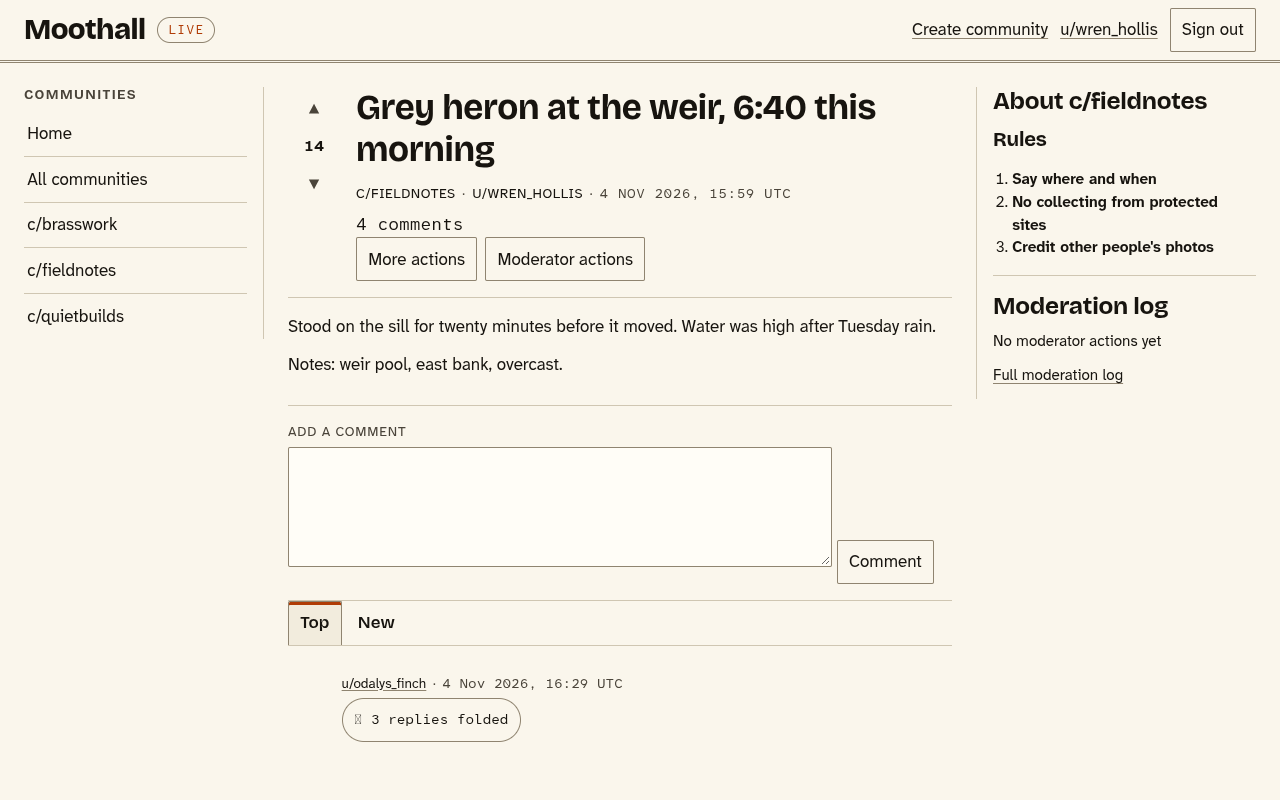 Moothall LIVE
Create community u/wren_hollis Sign out
COMMUNITIES
Home
All communities
c/brasswork
c/fieldnotes
c/quietbuilds
▲
14
▼
Grey heron at the weir, 6:40 this
morning
C/FIELDNOTES · U/WREN_HOLLIS · 4 NOV 2026, 15:59 UTC
4 comments
More actions Moderator actions
Stood on the sill for twenty minutes before it moved. Water was high after Tuesday rain.
Notes: weir pool, east bank, overcast.
ADD A COMMENT
Comment
Top New
u/odalys_finch · 4 Nov 2026, 16:29 UTC
3 replies folded
About c/fieldnotes
Rules
1. Say where and when
2. No collecting from protected
sites
3. Credit other people's photos
Moderation log
No moderator actions yet
Full moderation log